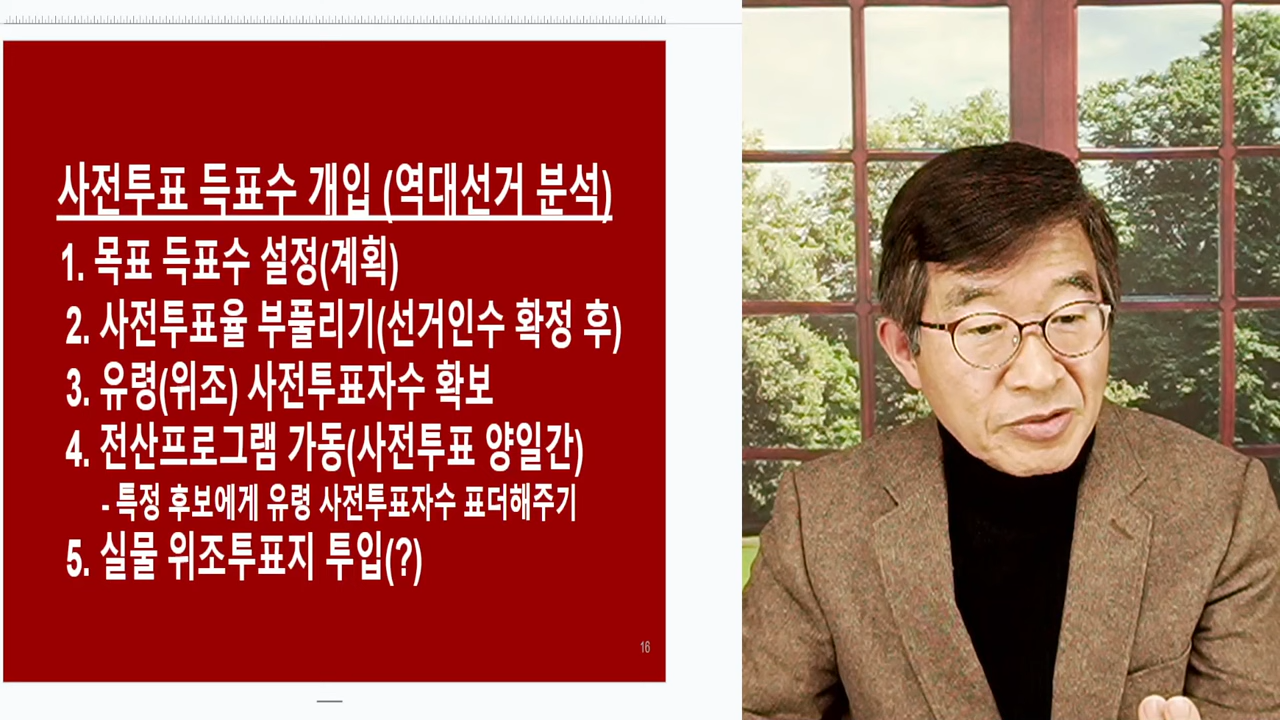 사전투표 득표수 개입 (역대선거 분석)
1. 목표 득표수 설정(계획)
2. 사전투표율 부풀리기(선거인수 확정 후)
3. 유령(위조) 사전투표자수 확보
4. 전산프로그램 가동(사전투표 양일간)
- 특정 후보에게 유령 사전투표자수 표더해주기
5. 실물 위조투표지 투입(?)
16